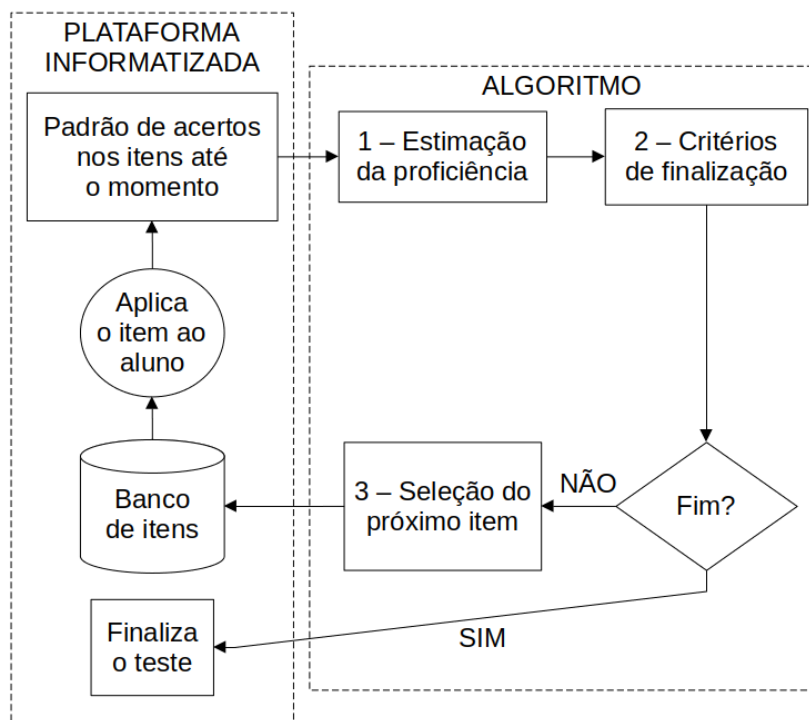 PLATAFORMA
INFORMATIZADA
ALGORITMO
Padrão de acertos
nos itens até
o momento
1 – Estimação
da proficiência
2 – Critérios
de finalização
Aplica
o item ao
aluno
Banco
de itens
3 – Seleção do
próximo item
NÃO
Fim?
Finaliza
o teste
SIM